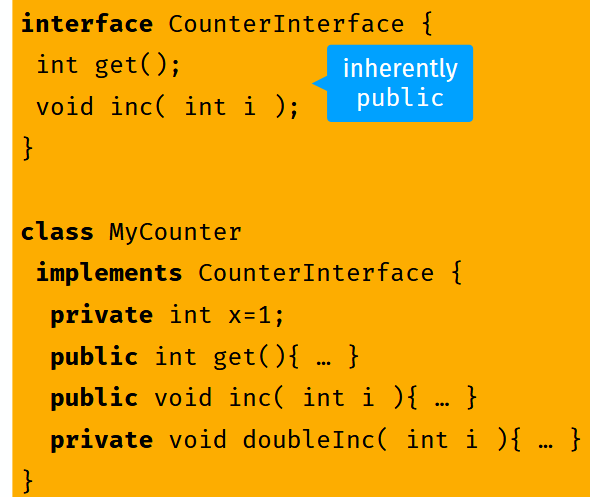 interface CounterInterface {
int get();
void inc( int i );
inherently
public
}
class MyCounter
implements CounterInterface {
private int x=1;
public int get(){ … }
public void inc( int i ){ … }
private void doubleInc( int i ){ … }
}